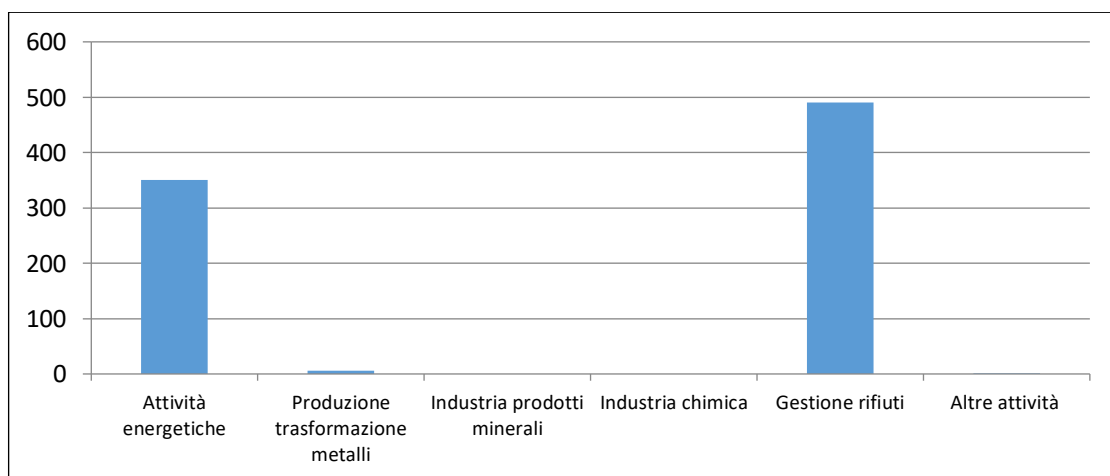 600
500
400
300
200
100
0
Attività
energetiche
Produzione
trasformazione
metalli
Industria prodotti
minerali
Industria chimica
Gestione rifiuti
Altre attività